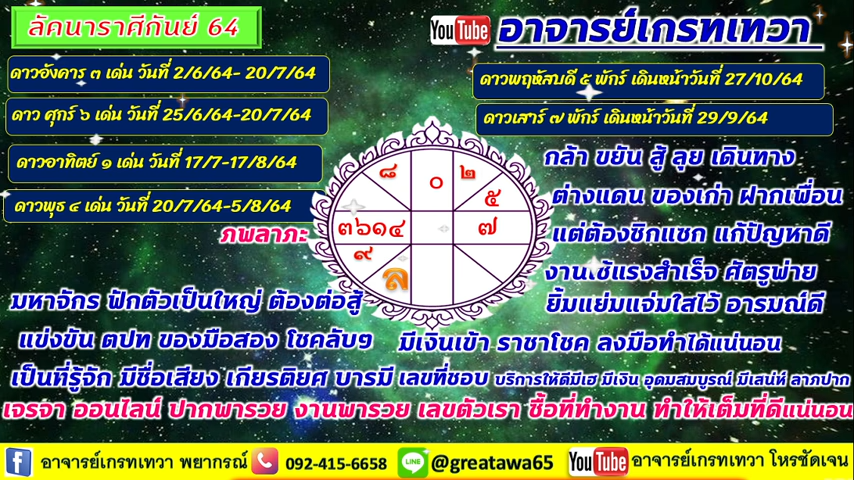 ลัคนาราศีกันย์ 64
YouTube อาจารย์เกรทเทวา
ดาวอังคาร ๓ เด่น วันที่ 2/6/64- 20/7/64
ดาว ศุกร์ ๖ เด่น วันที่ 25/6/64-20/7/64
ดาวอาทิตย์ ๑ เด่น วันที่ 17/7-17/8/64
ดาวพุธ ๔ เด่น วันที่ 20/7/64-5/8/64
ดาวพฤหัสบดี ๕ พักร์ เดินหน้าวันที่ 27/10/64
ดาวเสาร์ ๗ พักร์ เดินหน้าวันที่ 29/9/64
๘ ๐ ๒
๕
๓๖๑๔ ๗
๙
ล
ภพลาภะ
กล้า ขยัน สู้ ลุย เดินทาง
ต่างแดน ของเก่า ฝากเพื่อน
แต่ต้องซิกแซก แก้ปัญหาดี
งานใช้แรงสำเร็จ ศัตรูพ่าย
ยิ้มแย่มแจ่มใสไว้ อารมณ์ดี
มหาจักร ฟักตัวเป็นใหญ่ ต้องต่อสู้
แข่งขัน ตปท ของมือสอง โชคลับๆ มีเงินเข้า ราชาโชค ลงมือทำได้แน่นอน
เป็นที่รู้จัก มีชื่อเสียง เกียรติยศ บารมี เลขที่ชอบ บริการให้ดีมีเฮ มีเงิน อุดมสมบูรณ์ มีเสน่ห์ ลาภปาก
เจรจา ออนไลน์ ปากพารวย งานพารวย เลขตัวเรา ชื้อที่ทำงาน ทำให้เต็มที่ดีแน่นอน
อาจารย์เกรทเทวา พยากรณ์ 092-415-6658 LINE @greatawa65 YouTube อาจารย์เกรทเทวา โหรชัดเจน